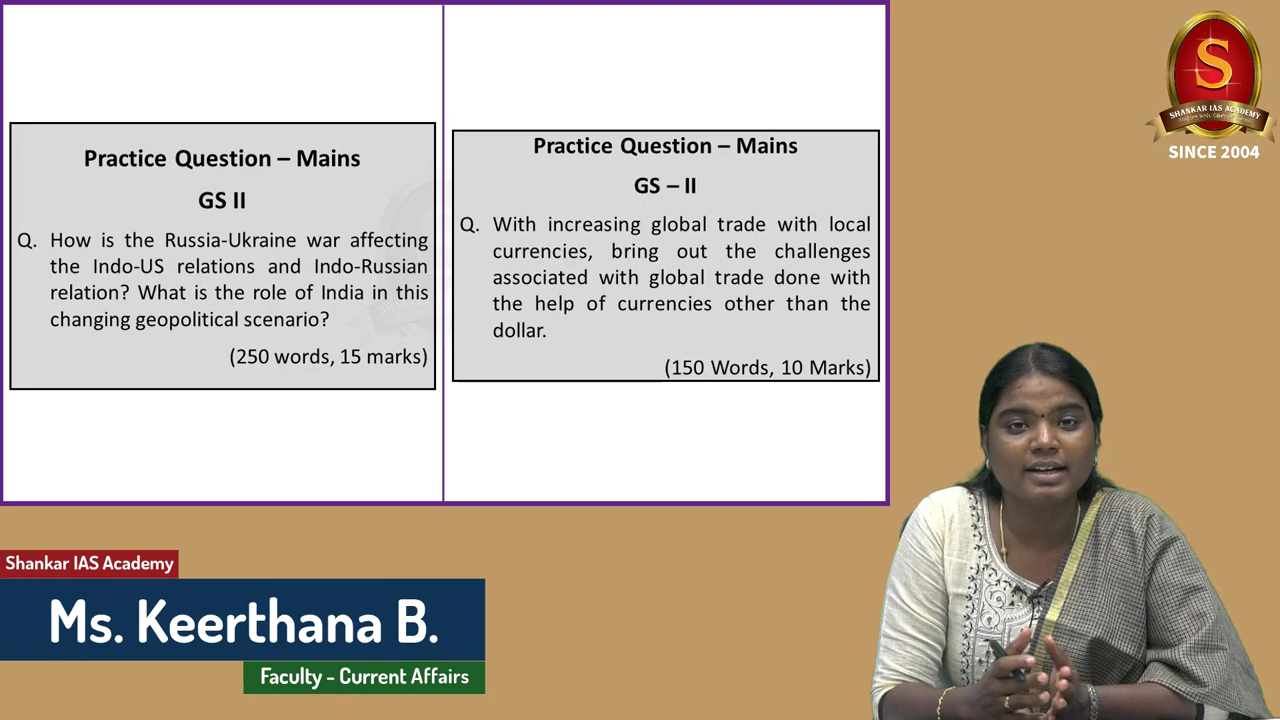 Practice Question – Mains
GS II
Q. How is the Russia-Ukraine war affecting
the Indo-US relations and Indo-Russian
relation? What is the role of India in this
changing geopolitical scenario?
(250 words, 15 marks)
Practice Question – Mains
GS – II
Q. With increasing global trade with local
currencies, bring out the challenges
associated with global trade done with
the help of currencies other than the
dollar.
(150 Words, 10 Marks)
S
SHANKAR IAS ACADEMY
SINCE 2004
Shankar IAS Academy
Ms. Keerthana B.
Faculty - Current Affairs